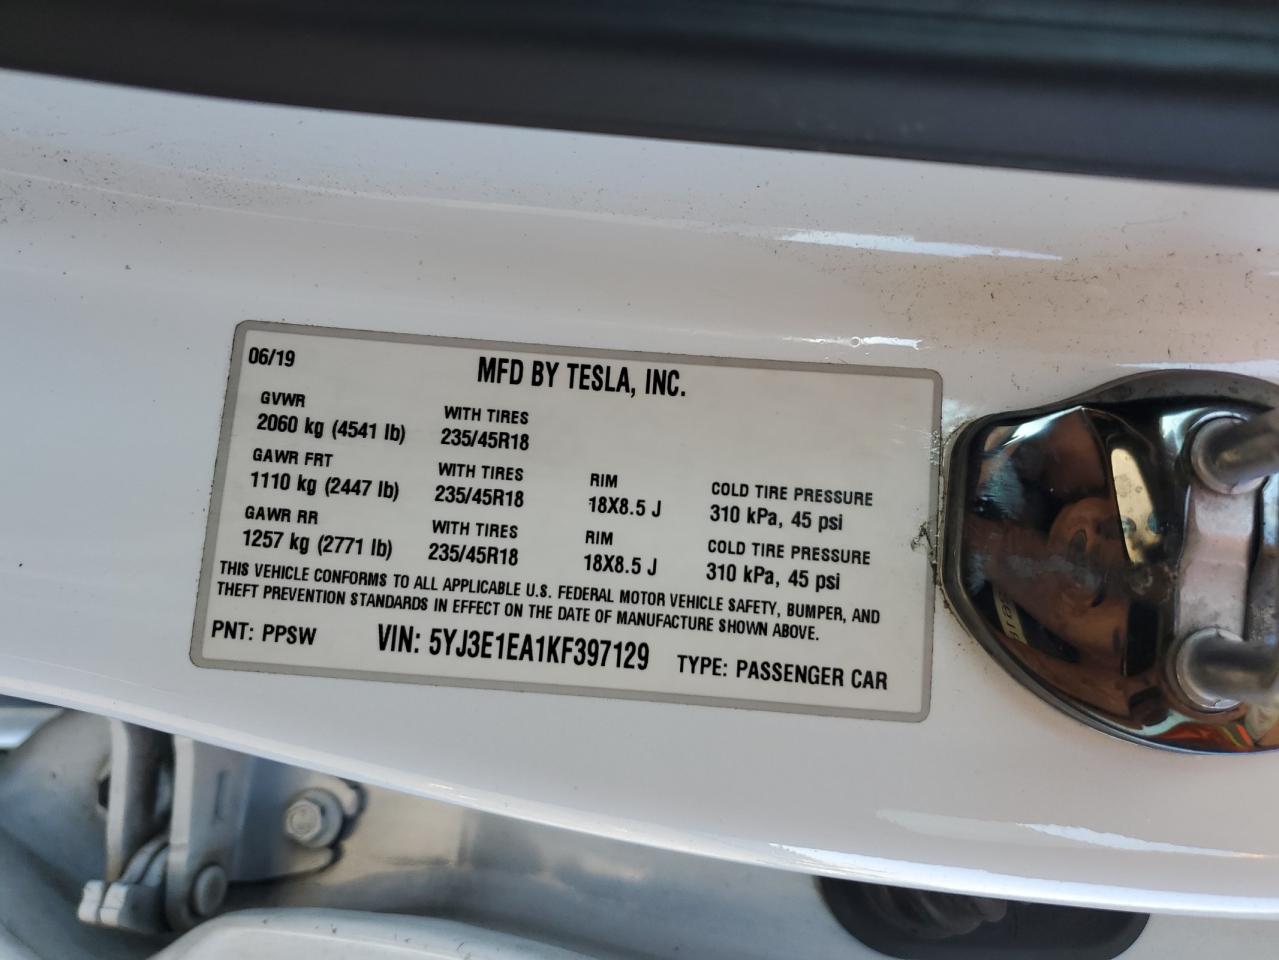 06/19
MFD BY TESLA, INC.
GVWR
2060 kg (4541 lb)
WITH TIRES
235/45R18
GAWR FRT
1110 kg (2447 lb)
WITH TIRES
235/45R18
RIM
18X8.5 J
COLD TIRE PRESSURE
310 kPa, 45 psi
GAWR RR
1257 kg (2771 lb)
WITH TIRES
235/45R18
RIM
18X8.5 J
COLD TIRE PRESSURE
310 kPa, 45 psi
THIS VEHICLE CONFORMS TO ALL APPLICABLE U.S. FEDERAL MOTOR VEHICLE SAFETY, BUMPER, AND
THEFT PREVENTION STANDARDS IN EFFECT ON THE DATE OF MANUFACTURE SHOWN ABOVE.
PNT: PPSW
VIN: 5YJ3E1EA1KF397129
TYPE: PASSENGER CAR